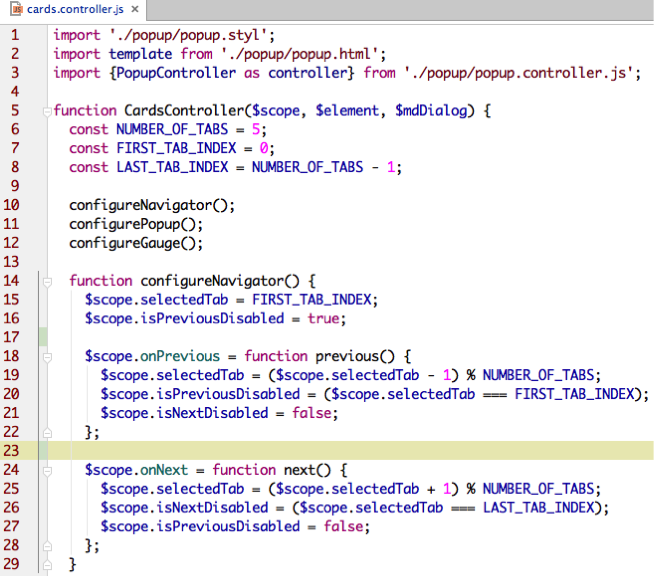 cards.controller.js ×
1 import './popup/popup.styl';
2 import template from './popup/popup.html';
3 import {PopupController as controller} from './popup/popup.controller.js';
4
5 function CardsController($scope, $element, $mdDialog) {
6   const NUMBER_OF_TABS = 5;
7   const FIRST_TAB_INDEX = 0;
8   const LAST_TAB_INDEX = NUMBER_OF_TABS - 1;
9
10   configureNavigator();
11   configurePopup();
12   configureGauge();
13
14   function configureNavigator() {
15     $scope.selectedTab = FIRST_TAB_INDEX;
16     $scope.isPreviousDisabled = true;
17
18     $scope.onPrevious = function previous() {
19       $scope.selectedTab = ($scope.selectedTab - 1) % NUMBER_OF_TABS;
20       $scope.isPreviousDisabled = ($scope.selectedTab === FIRST_TAB_INDEX);
21       $scope.isNextDisabled = false;
22     };
23
24     $scope.onNext = function next() {
25       $scope.selectedTab = ($scope.selectedTab + 1) % NUMBER_OF_TABS;
26       $scope.isNextDisabled = ($scope.selectedTab === LAST_TAB_INDEX);
27       $scope.isPreviousDisabled = false;
28     };
29   }